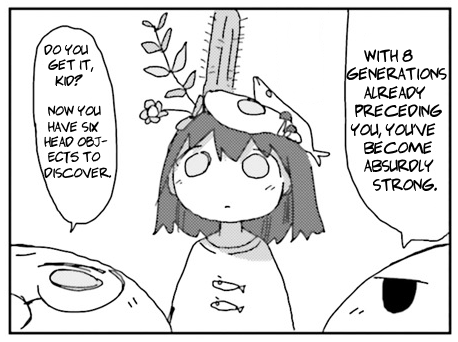 WITH 8
GENERATIONS
ALREADY
PRECEDING
YOU, YOU'VE
BECOME
ABSURDLY
STRONG.
DO YOU
GET IT,
KID?
NOW YOU
HAVE SIX
HEAD OBJ-
ECTS TO
DISCOVER.